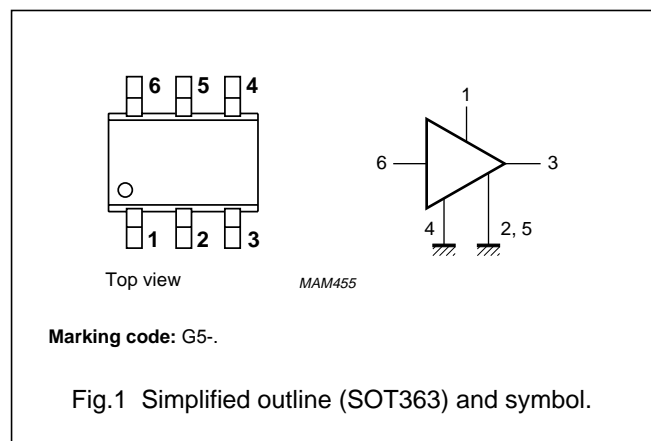 6 5 4
1
6
3
4
2, 5
1 2 3
Top view
MAM455
Marking code: G5-.
Fig.1 Simplified outline (SOT363) and symbol.